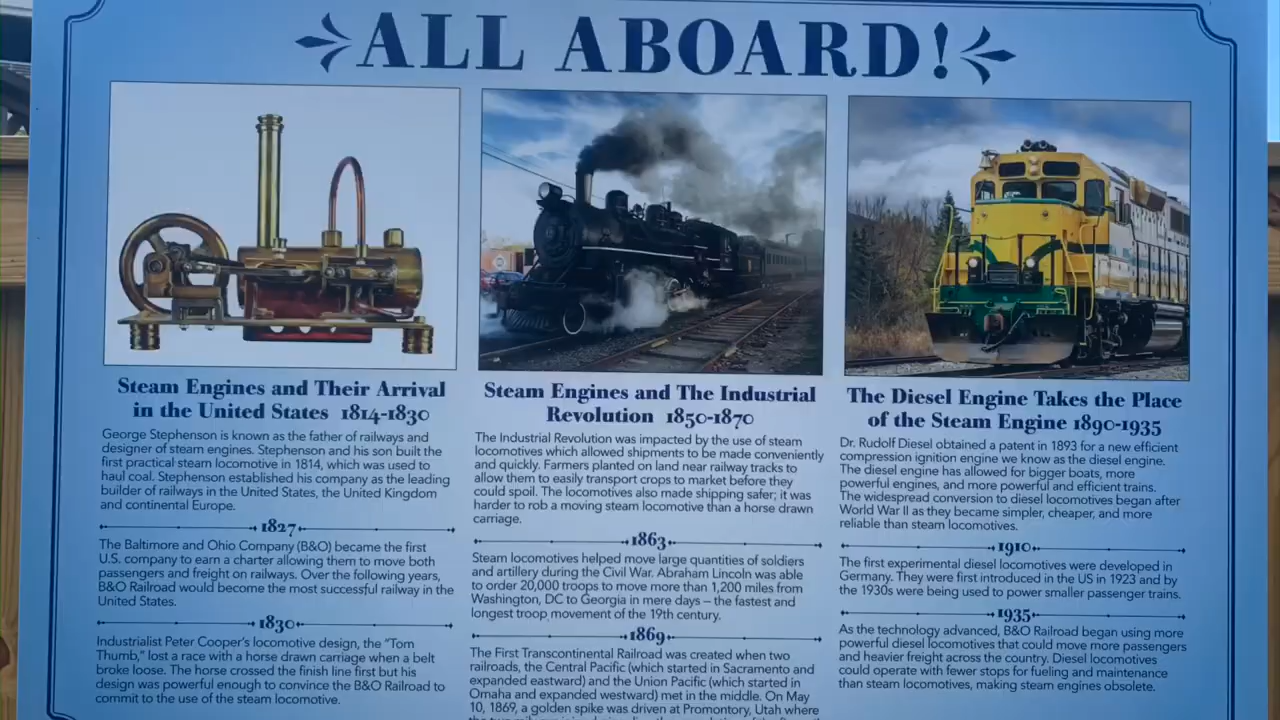 ALL ABOARD!
Steam Engines and Their Arrival
in the United States 1814-1830
George Stephenson is known as the father of railways and
designer of steam engines. Stephenson and his son built the
first practical steam locomotive in 1814, which was used to
haul coal. Stephenson established his company as the leading
builder of railways in the United States, the United Kingdom
and continental Europe.
1827
The Baltimore and Ohio Company (B&O) became the first
U.S. company to earn a charter allowing them to move both
passengers and freight on railways. Over the following years,
B&O Railroad would become the most successful railway in the
United States.
1830
Industrialist Peter Cooper's locomotive design, the "Tom
Thumb," lost a race with a horse drawn carriage when a belt
broke loose. The horse crossed the finish line first but his
design was powerful enough to convince the B&O Railroad to
commit to the use of the steam locomotive.
Steam Engines and The Industrial
Revolution 1850-1870
The Industrial Revolution was impacted by the use of steam
locomotives which allowed shipments to be made conveniently
and quickly. Farmers planted on land near railway tracks to
allow them to easily transport crops to market before they
could spoil. The locomotives also made shipping safer; it was
harder to rob a moving steam locomotive than a horse drawn
carriage.
1863
Steam locomotives helped move large quantities of soldiers
and artillery during the Civil War. Abraham Lincoln was able
to order 20,000 troops to move more than 1,200 miles from
Washington, DC to Georgia in mere days – the fastest and
longest troop movement of the 19th century.
1869
The First Transcontinental Railroad was created when two
railroads, the Central Pacific (which started in Sacramento and
expanded eastward) and the Union Pacific (which started in
Omaha and expanded westward) met in the middle. On May
10, 1869, a golden spike was driven at Promontory, Utah where
The Diesel Engine Takes the Place
of the Steam Engine 1890-1935
Dr. Rudolf Diesel obtained a patent in 1893 for a new efficient
compression ignition engine we know as the diesel engine.
The diesel engine has allowed for bigger boats, more
powerful engines, and more powerful and efficient trains.
The widespread conversion to diesel locomotives began after
World War II as they became simpler, cheaper, and more
reliable than steam locomotives.
1910
The first experimental diesel locomotives were developed in
Germany. They were first introduced in the US in 1923 and by
the 1930s were being used to power smaller passenger trains.
1935
As the technology advanced, B&O Railroad began using more
powerful diesel locomotives that could move more passengers
and heavier freight across the country. Diesel locomotives
could operate with fewer stops for fueling and maintenance
than steam locomotives, making steam engines obsolete.